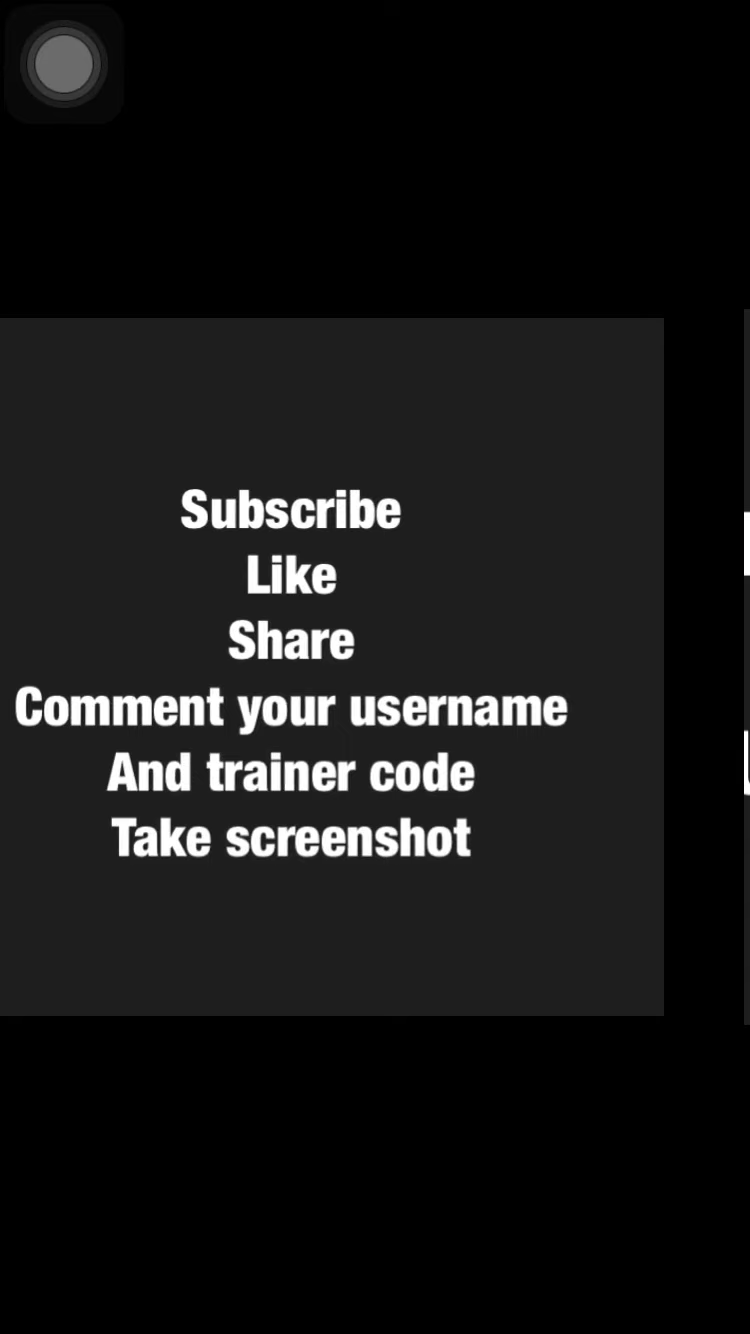 Subscribe
Like
Share
Comment your username
And trainer code
Take screenshot